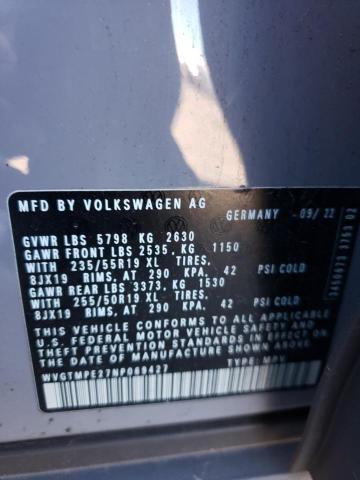 MFD BY VOLKSWAGEN AG
GERMANY -09/22
GVWR LBS 5798 KG 2630
GAWR FRONT LBS 2535 KG 1150
WITH 235/55R19 XL TIRES,
8JX19 RIMS, AT 290 KPA, 42 PSI COLD
GAWR REAR LBS 3373, KG 1530
WITH 255/50R19 XL TIRES,
8JX19 RIMS, AT 290 KPA, 42 PSI COLD
THIS VEHICLE CONFORMS TO ALL APPLICABLE
U.S. FEDERAL MOTOR VEHICLE SAFETY STANDARDS
IN EFFECT ON THE DATE OF MANUFACTURE
SHOWN ABOVE.
TYPE: MPV